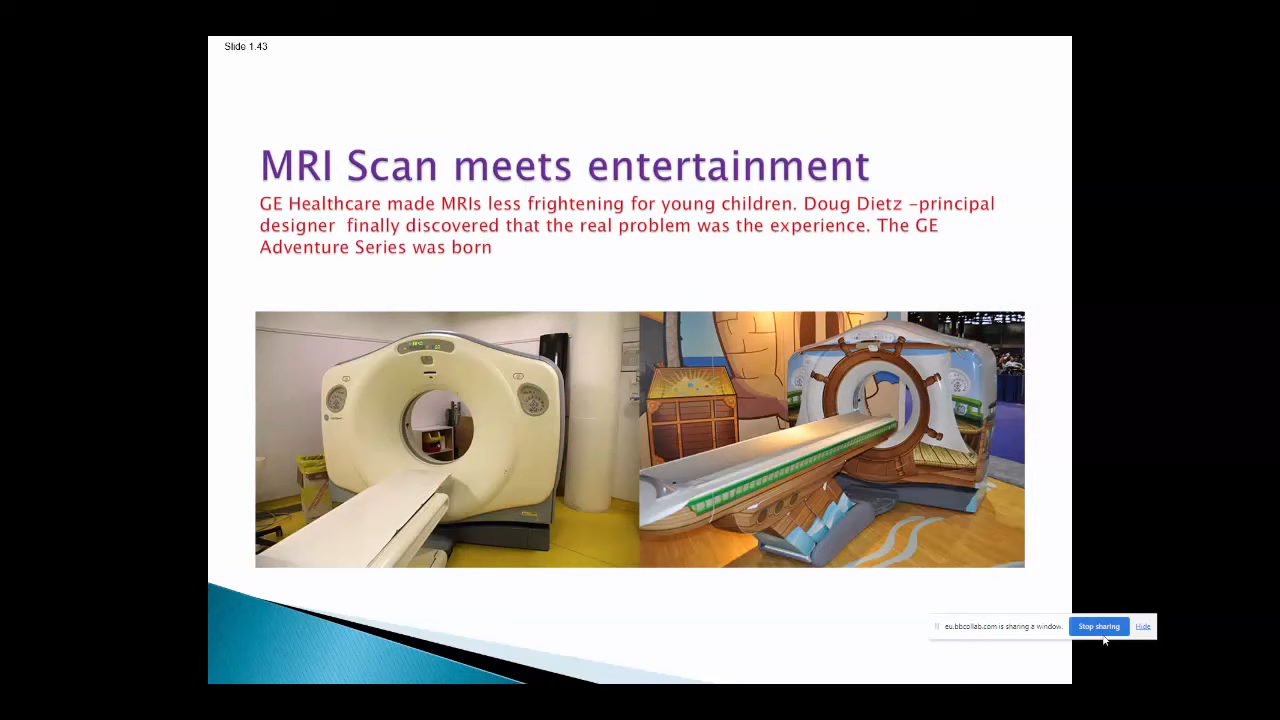 Slide 1.43
MRI Scan meets entertainment
GE Healthcare made MRIs less frightening for young children. Doug Dietz -principal
designer  finally discovered that the real problem was the experience. The GE
Adventure Series was born
eu.bbcollab.com is sharing a window.
Stop sharing
Hide